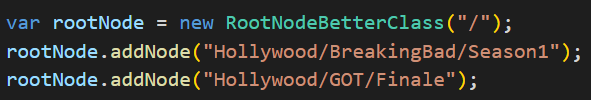 var rootNode = new RootNodeBetterClass("/");
rootNode.addNode("Hollywood/BreakingBad/Season1");
rootNode.addNode("Hollywood/GOT/Finale");